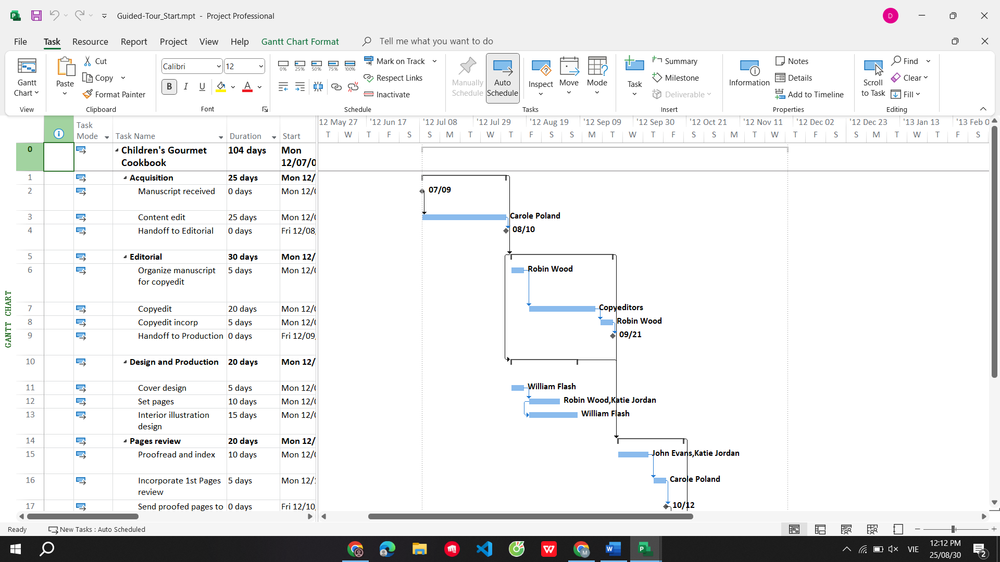 Guided-Tour_Start.mpt - Project Professional
D
File Task Resource Report Project View Help Gantt Chart Format Tell me what you want to do
Gantt Chart
View
Paste
Cut
Copy
Format Painter
Clipboard
Calibri 12
B I U A
Font
0% 25% 50% 75% 100%
Mark on Track
Respect Links
Inactivate
Schedule
Manually Schedule
Auto Schedule
Inspect
Move
Mode
Tasks
Task
Summary
Milestone
Deliverable
Insert
Information
Notes
Details
Add to Timeline
Properties
Scroll to Task
Find
Clear
Fill
Editing
Task Mode Task Name Duration Start
12 May 27 '12 Jun 17 '12 Jul 08 '12 Jul 29 '12 Aug 19 '12 Sep 09 '12 Sep 30 '12 Oct 21 '12 Nov 11 '12 Dec 02 '12 Dec 23 '13 Jan 13 '13 Feb 0
T W T F S S M T W T F S S M T W T F S S M T W T F S S M T W T F S
0 Children's Gourmet Cookbook 104 days Mon 12/07/0
1 Acquisition 25 days Mon 12/
2 Manuscript received 0 days Mon 12/0 07/09
3 Content edit 25 days Mon 12/0 Carole Poland
4 Handoff to Editorial 0 days Fri 12/08/ 08/10
5 Editorial 30 days Mon 12/
6 Organize manuscript for copyedit 5 days Mon 12/0 Robin Wood
7 Copyedit 20 days Mon 12/0 Copyeditors
8 Copyedit incorp 5 days Mon 12/0 Robin Wood
9 Handoff to Production 0 days Fri 12/09/ 09/21
10 Design and Production 20 days Mon 12/
11 Cover design 5 days Mon 12/0 William Flash
12 Set pages 10 days Mon 12/0 Robin Wood,Katie Jordan
13 Interior illustration design 15 days Mon 12/0 William Flash
14 Pages review 20 days Mon 12/
15 Proofread and index 10 days Mon 12/0 John Evans,Katie Jordan
16 Incorporate 1st Pages review 5 days Mon 12/1 Carole Poland
17 Send proofed pages to 0 days Fri 12/10/ 10/12
GANTT CHART
Ready New Tasks : Auto Scheduled
VIE
12:12 PM
25/08/30
2